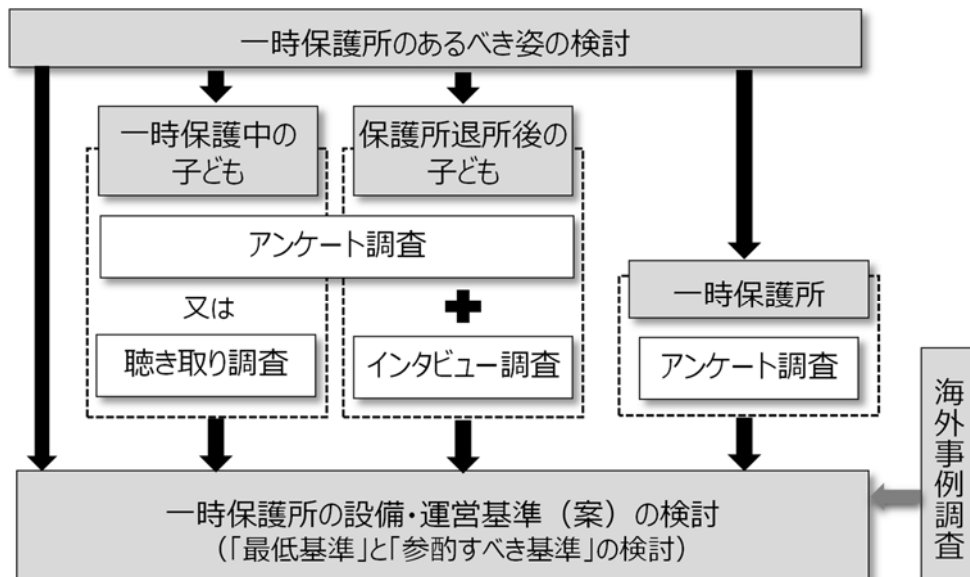 一時保護所のあるべき姿の検討
一時保護中の
子ども
保護所退所後の
子ども
アンケート調査
又は
聴き取り調査
インタビュー調査
一時保護所
アンケート調査
海外事例調査
一時保護所の設備・運営基準（案）の検討
（「最低基準」と「参酌すべき基準」の検討）